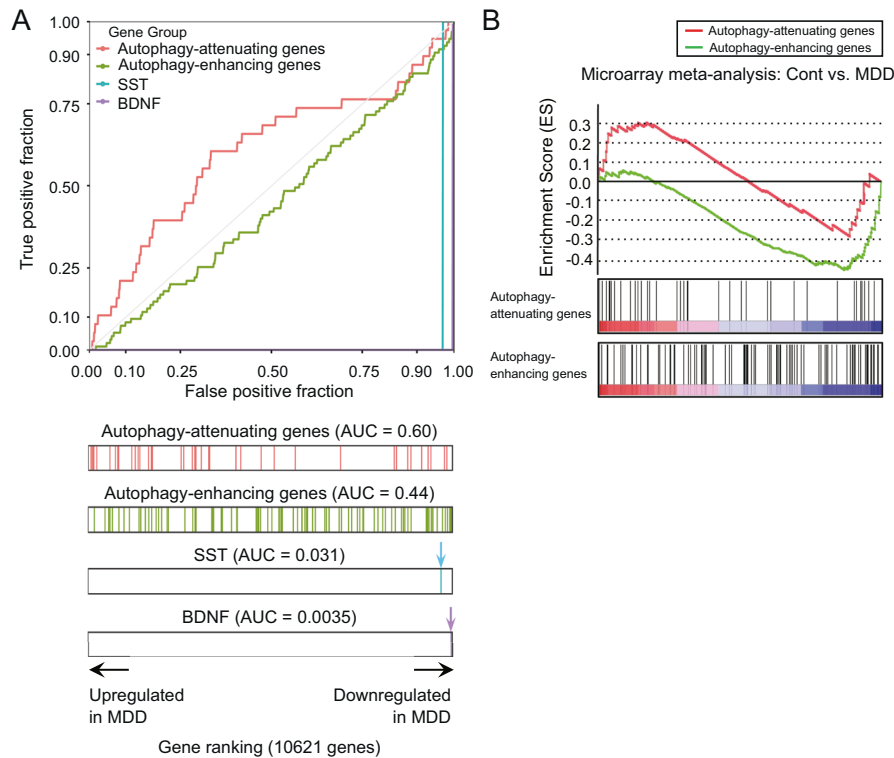 A
1.00
0.90
0.75
0.50
0.25
0.10
0.00
True positive fraction
Gene Group
Autophagy-attenuating genes
Autophagy-enhancing genes
SST
BDNF
0.00 0.10 0.25 0.50 0.75 1.00
False positive fraction
Autophagy-attenuating genes (AUC = 0.60)
Autophagy-enhancing genes (AUC = 0.44)
SST (AUC = 0.031)
BDNF (AUC = 0.0035)
Upregulated
in MDD
Downregulated
in MDD
Gene ranking (10621 genes)
B
Autophagy-attenuating genes
Autophagy-enhancing genes
Microarray meta-analysis: Cont vs. MDD
Enrichment Score (ES)
0.3
0.2
0.1
0.0
-0.1
-0.2
-0.3
-0.4
Autophagy-
attenuating genes
Autophagy-
enhancing genes